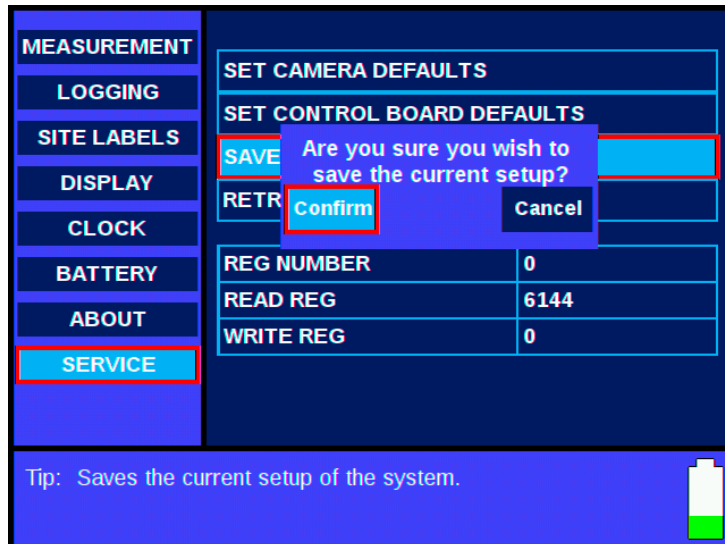 MEASUREMENT
LOGGING
SITE LABELS
DISPLAY
CLOCK
BATTERY
ABOUT
SERVICE
SET CAMERA DEFAULTS
SET CONTROL BOARD DEFAULTS
SAVE
RETR
Are you sure you wish to
save the current setup?
Confirm Cancel
REG NUMBER 0
READ REG 6144
WRITE REG 0
Tip: Saves the current setup of the system.